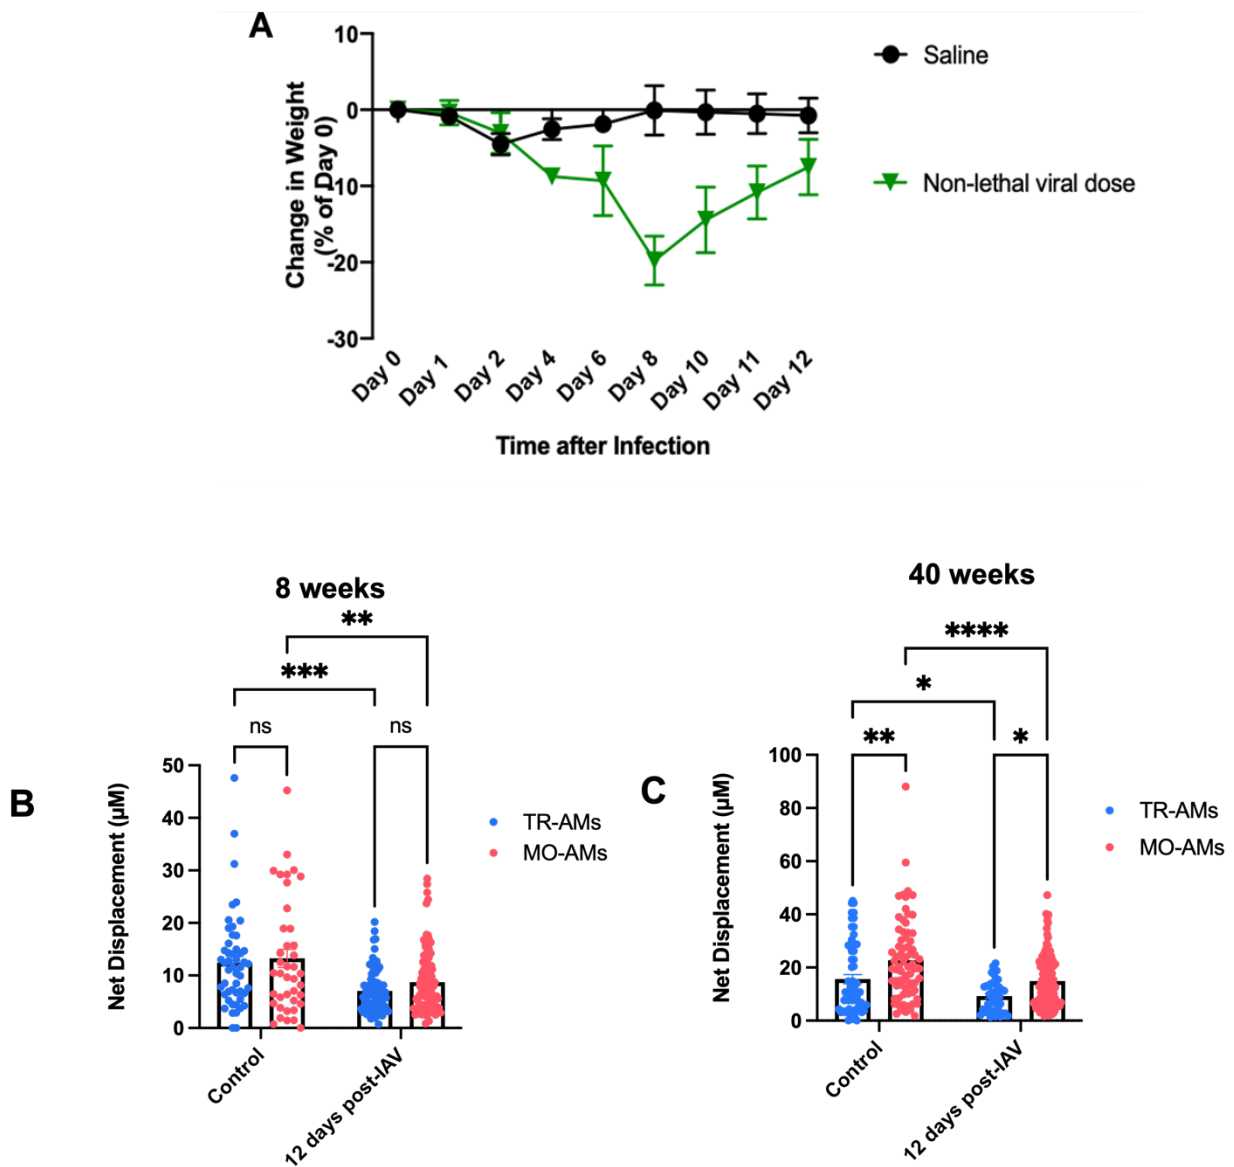 A
10
0
-10
-20
-30
Change in Weight
(% of Day 0)
Day 0
Day 1
Day 2
Day 4
Day 6
Day 8
Day 10
Day 11
Day 12
Time after Infection
Saline
Non-lethal viral dose
B
8 weeks
**
***
ns
ns
50
40
30
20
10
0
Net Displacement (μM)
Control
12 days post-IAV
TR-AMs
MO-AMs
C
40 weeks
****
*
**
*
100
80
60
40
20
0
Net Displacement (μM)
Control
12 days post-IAV
TR-AMs
MO-AMs